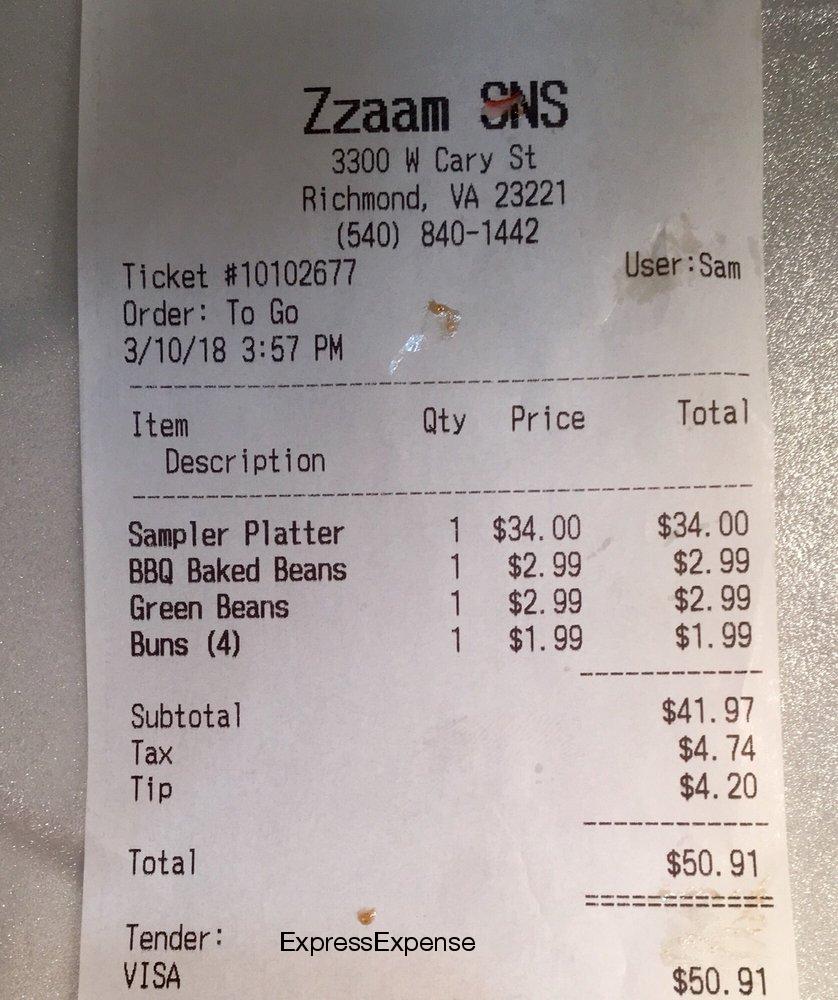 Zzaam SNS
3300 W Cary St
Richmond, VA 23221
(540) 840-1442
Ticket #10102677 User:Sam
Order: To Go
3/10/18 3:57 PM
Item Qty Price Total
Description
Sampler Platter 1 $34.00 $34.00
BBQ Baked Beans 1 $2.99 $2.99
Green Beans 1 $2.99 $2.99
Buns (4) 1 $1.99 $1.99
Subtotal $41.97
Tax $4.74
Tip $4.20
Total $50.91
Tender: ExpressExpense
VISA $50.91